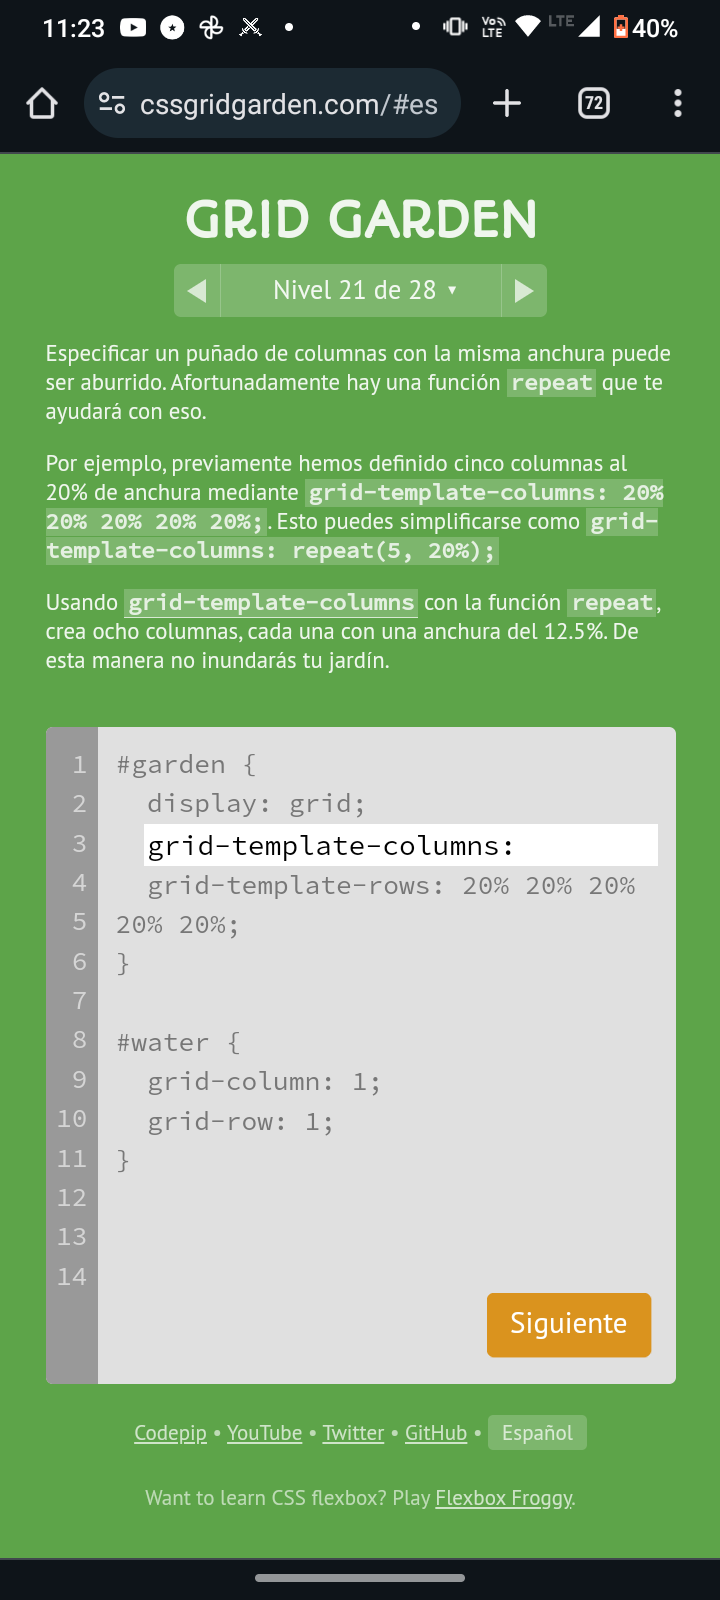 11:23 Vo LTE LTE 40%
cssgridgarden.com/#es 72
GRID GARDEN
Nivel 21 de 28 ▾
Especificar un puñado de columnas con la misma anchura puede
ser aburrido. Afortunadamente hay una función repeat que te
ayudará con eso.
Por ejemplo, previamente hemos definido cinco columnas al
20% de anchura mediante grid-template-columns: 20%
20% 20% 20% 20%;. Esto puedes simplificarse como grid-
template-columns: repeat(5, 20%);
Usando grid-template-columns con la función repeat,
crea ocho columnas, cada una con una anchura del 12.5%. De
esta manera no inundarás tu jardín.
1 #garden {
2 display: grid;
3 grid-template-columns:
4 grid-template-rows: 20% 20% 20%
5 20% 20%;
6 }
7
8 #water {
9 grid-column: 1;
10 grid-row: 1;
11 }
12
13
14
Siguiente
Codepip • YouTube • Twitter • GitHub • Español
Want to learn CSS flexbox? Play Flexbox Froggy.